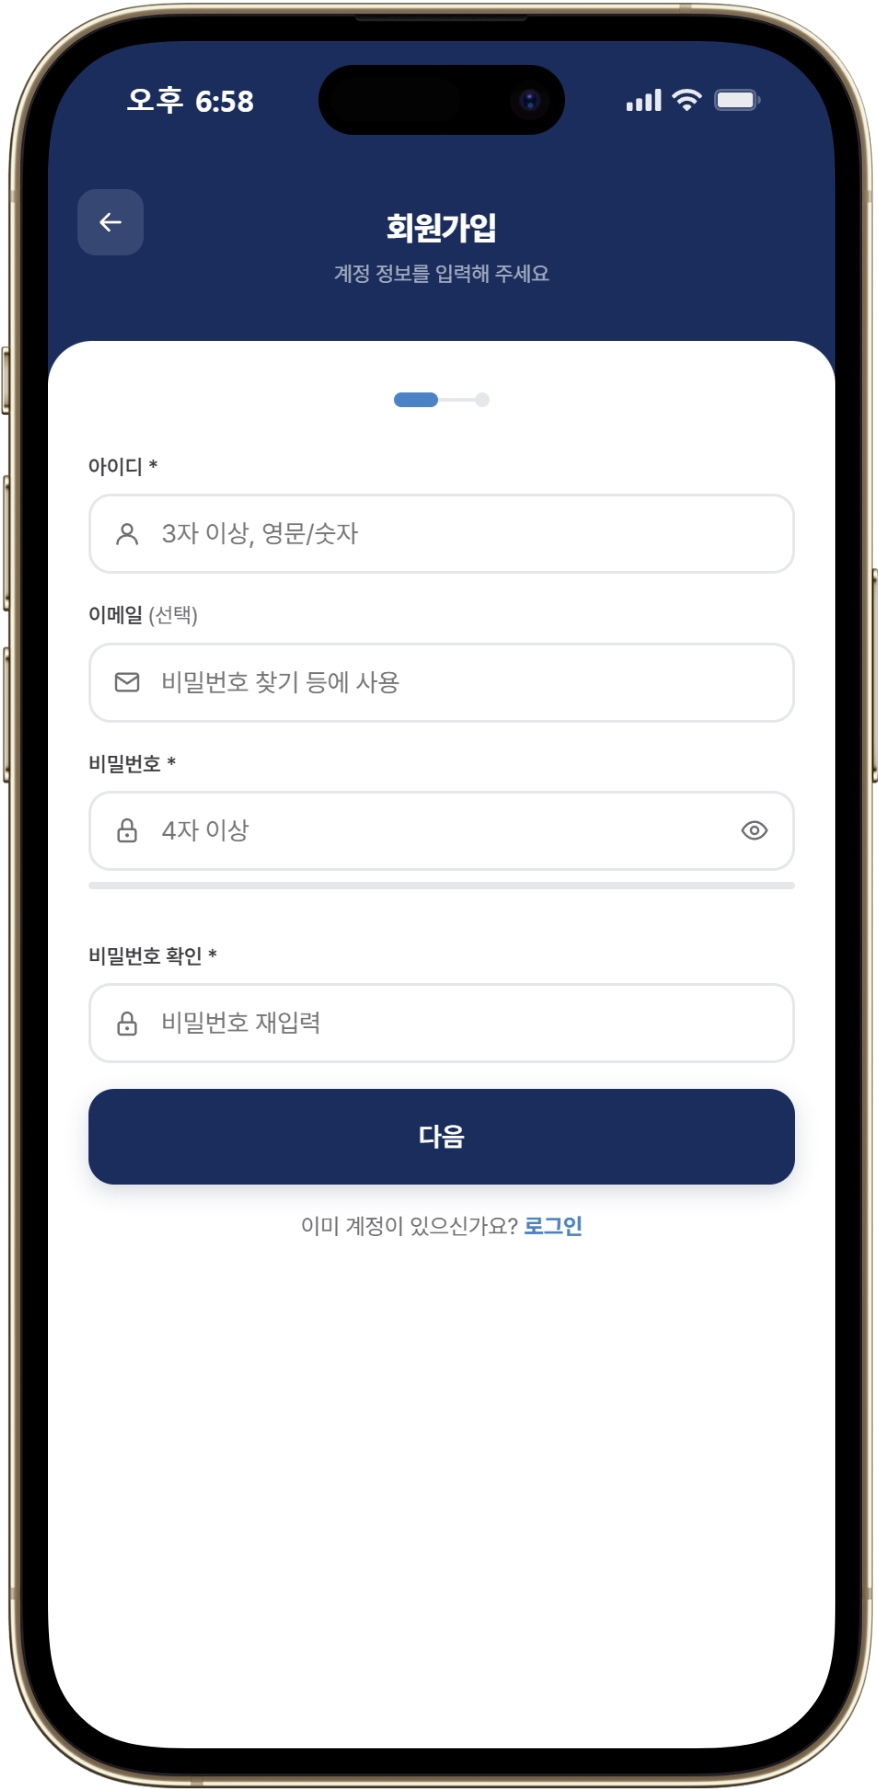 오후 6:58
회원가입
계정 정보를 입력해 주세요
아이디 *
3자 이상, 영문/숫자
이메일 (선택)
비밀번호 찾기 등에 사용
비밀번호 *
4자 이상
비밀번호 확인 *
비밀번호 재입력
다음
이미 계정이 있으신가요? 로그인